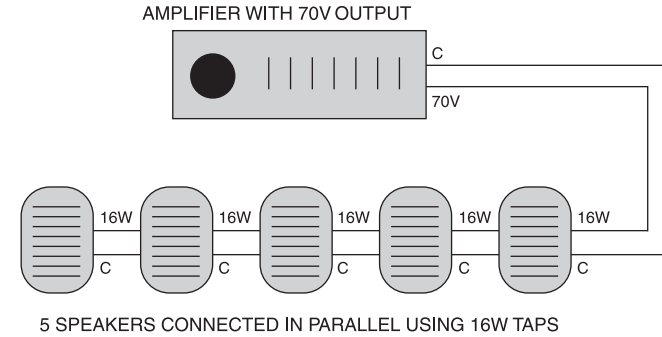 AMPLIFIER WITH 70V OUTPUT
C
70V
16W 16W 16W 16W 16W
C C C C C
5 SPEAKERS CONNECTED IN PARALLEL USING 16W TAPS